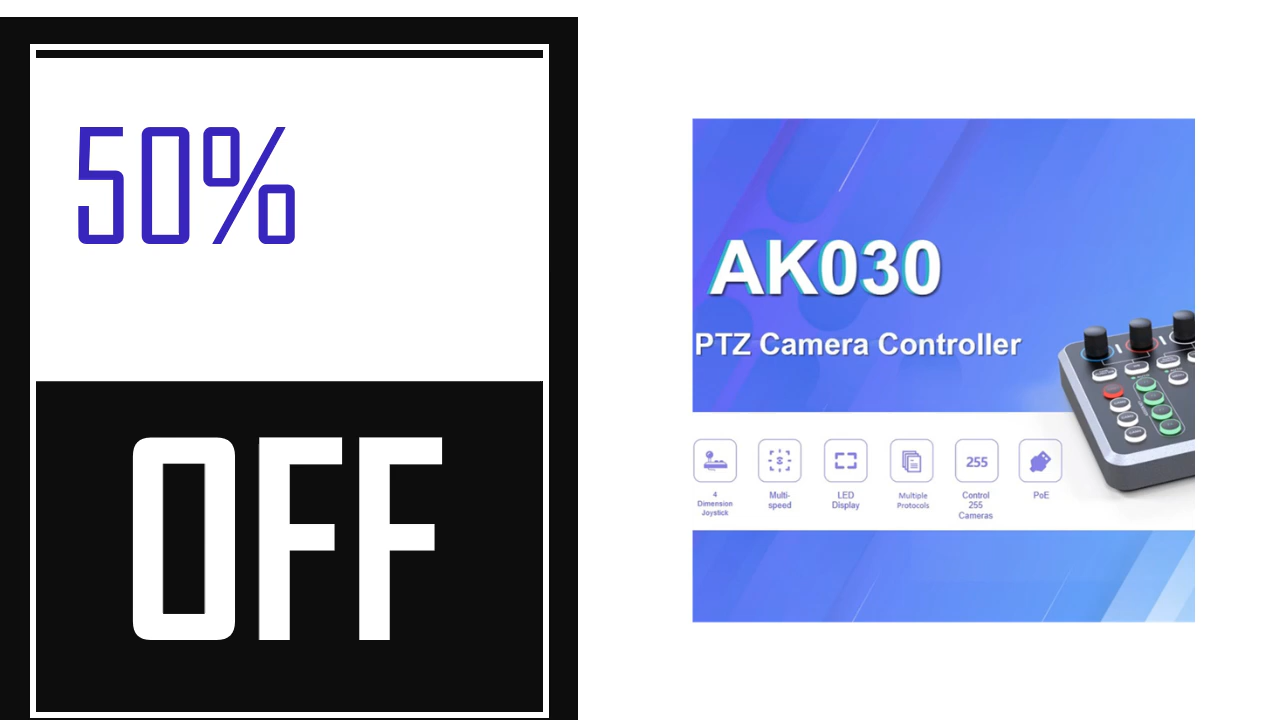 50%
OFF
AK030
PTZ Camera Controller
255
4
Dimension
Joystick
Multi-
speed
LED
Display
Multiple
Protocols
Control
255
Cameras
PoE